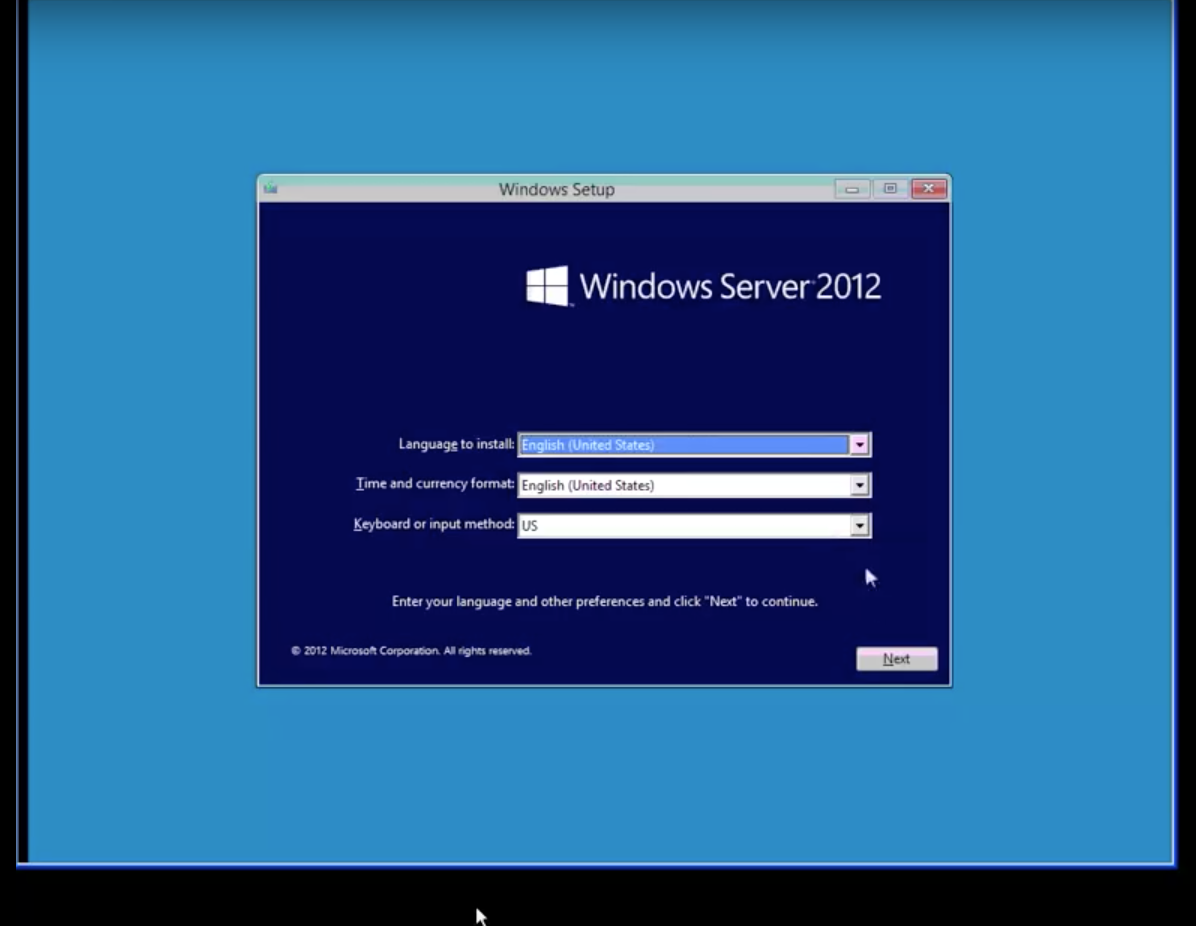 Windows Setup
Windows Server 2012
Language to install: English (United States)
Time and currency format: English (United States)
Keyboard or input method: US
Enter your language and other preferences and click "Next" to continue.
© 2012 Microsoft Corporation. All rights reserved.
Next